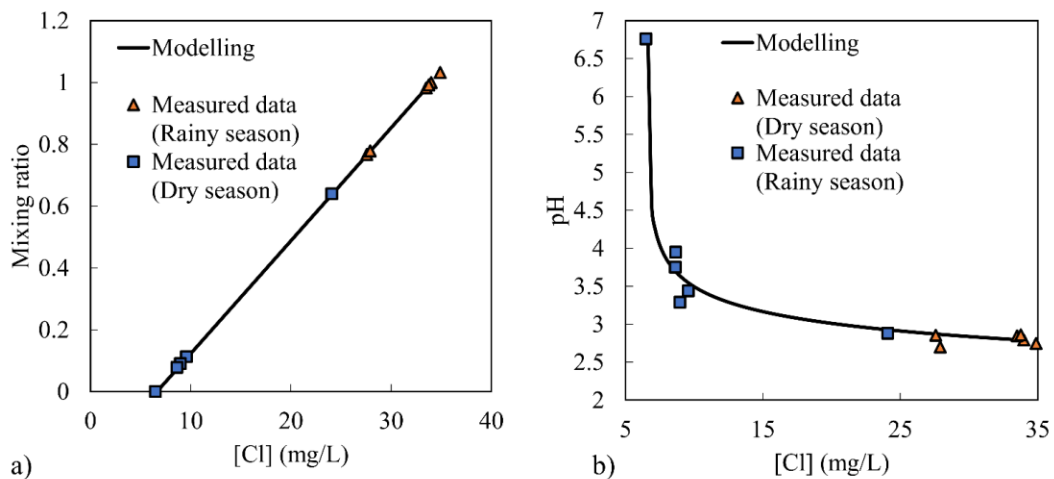 1.2
1
0.8
0.6
0.4
0.2
0
Mixing ratio
Modelling
Measured data
(Rainy season)
Measured data
(Dry season)
0
10
20
30
40
[Cl] (mg/L)
a)
7
6.5
6
5.5
5
4.5
4
3.5
3
2.5
2
pH
Modelling
Measured data
(Dry season)
Measured data
(Rainy season)
5
15
25
35
[Cl] (mg/L)
b)